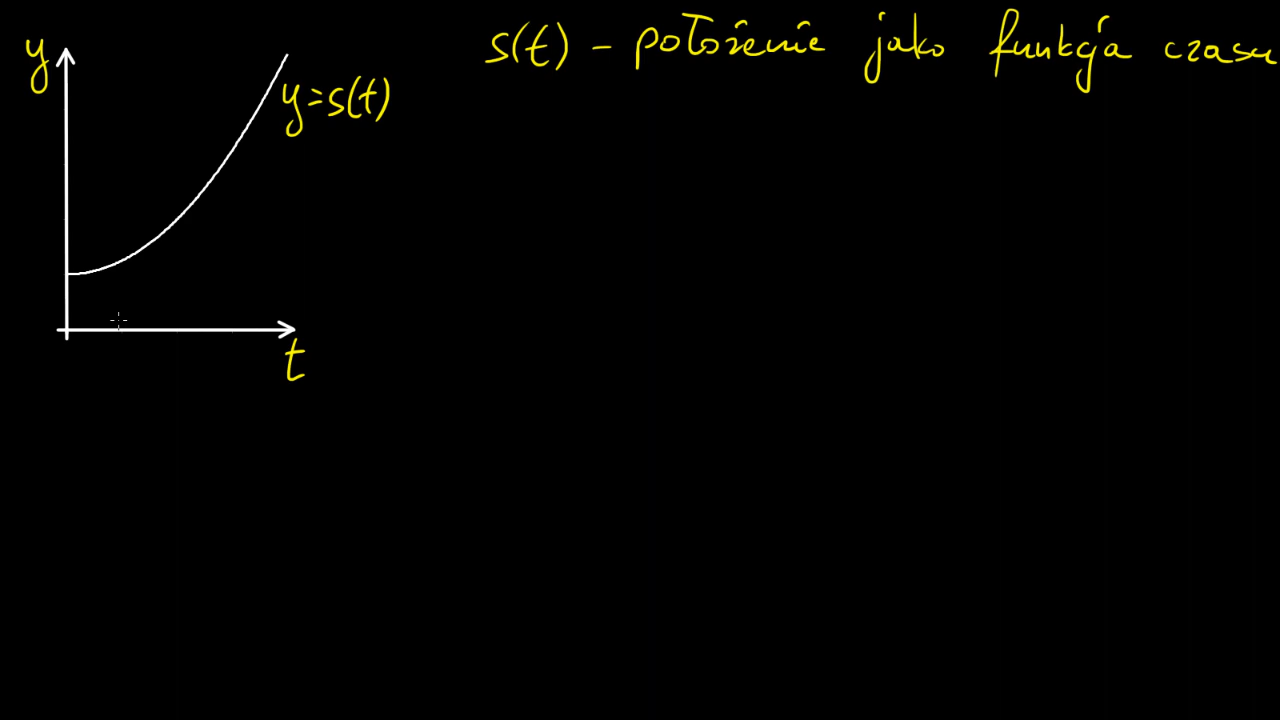 s(t) - położenie jako funkcja czasu
y
y=s(t)
t